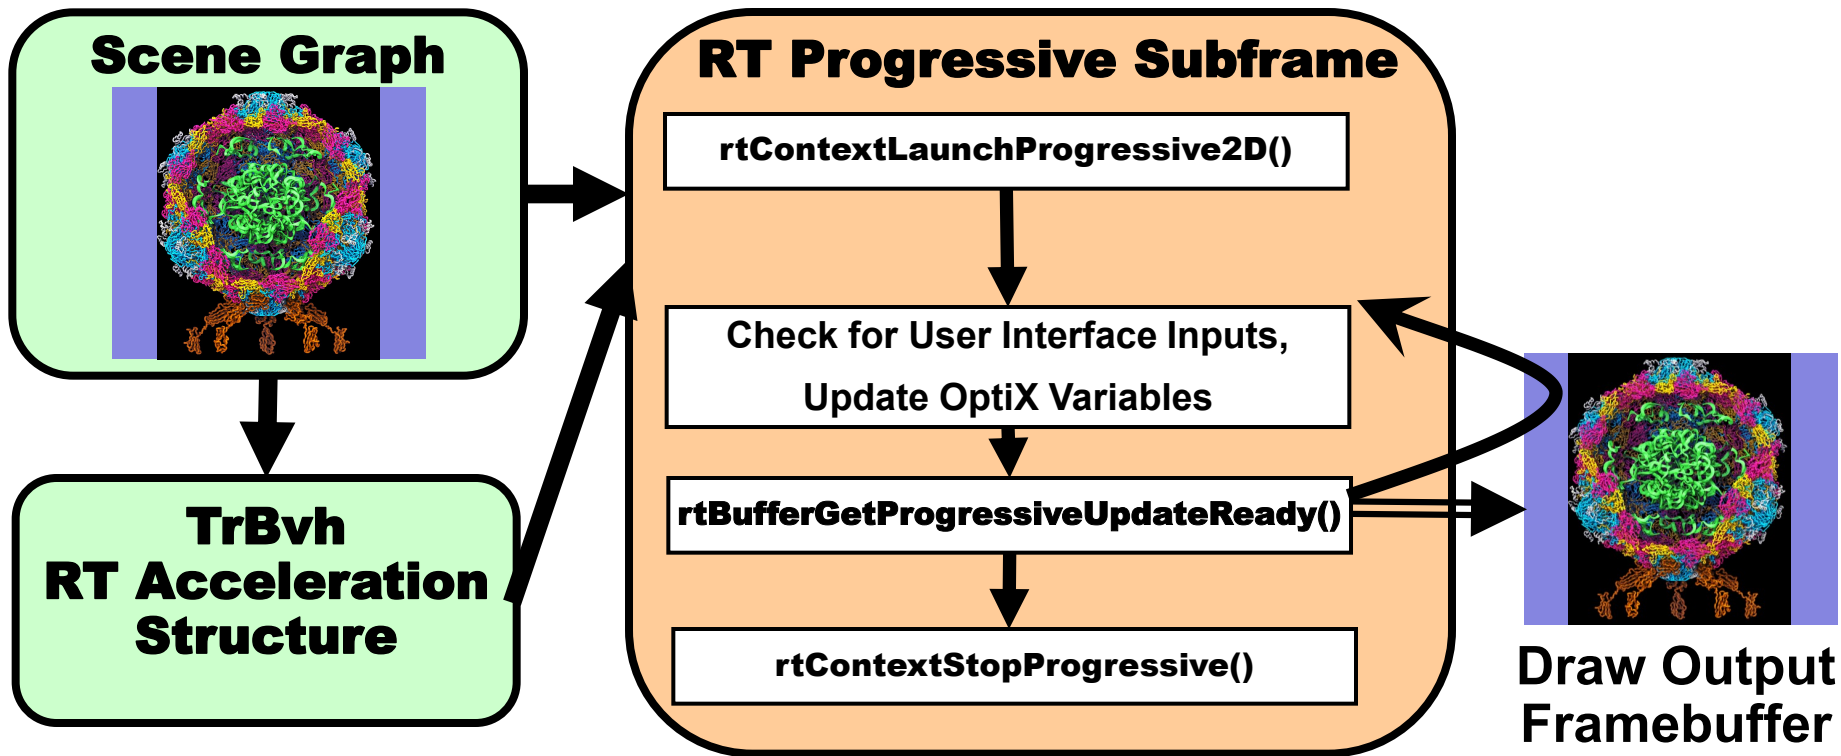 Scene Graph
TrBvh
RT Acceleration
Structure
RT Progressive Subframe
rtContextLaunchProgressive2D()
Check for User Interface Inputs,
Update OptiX Variables
rtBufferGetProgressiveUpdateReady()
rtContextStopProgressive()
Draw Output
Framebuffer